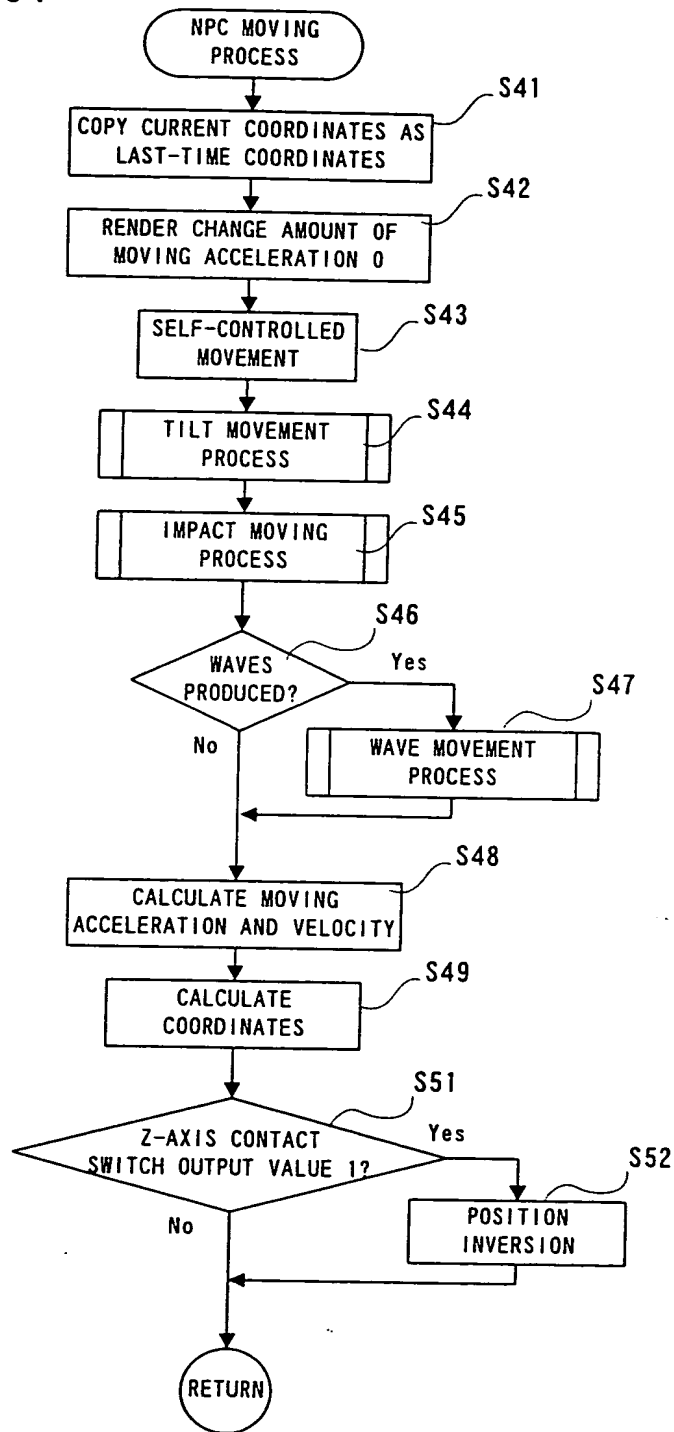 NPC MOVING
PROCESS
S41
COPY CURRENT COORDINATES AS
LAST-TIME COORDINATES
S42
RENDER CHANGE AMOUNT OF
MOVING ACCELERATION 0
S43
SELF-CONTROLLED
MOVEMENT
S44
TILT MOVEMENT
PROCESS
S45
IMPACT MOVING
PROCESS
S46
WAVES
PRODUCED?
Yes
No
S47
WAVE MOVEMENT
PROCESS
S48
CALCULATE MOVING
ACCELERATION AND VELOCITY
S49
CALCULATE
COORDINATES
S51
Z-AXIS CONTACT
SWITCH OUTPUT VALUE 1?
Yes
No
S52
POSITION
INVERSION
RETURN